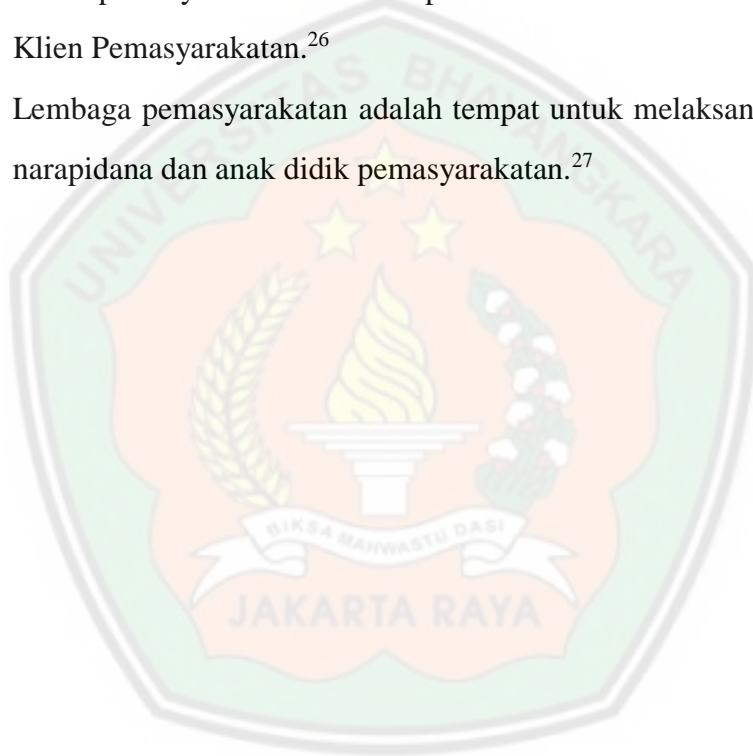 Klien Pemasyarakatan.26
Lembaga pemasyarakatan adalah tempat untuk melaksan
narapidana dan anak didik pemasyarakatan.27
UNIVERSITAS BHAYANGKARA
BIKSA MAHWASTU DASI
JAKARTA RAYA